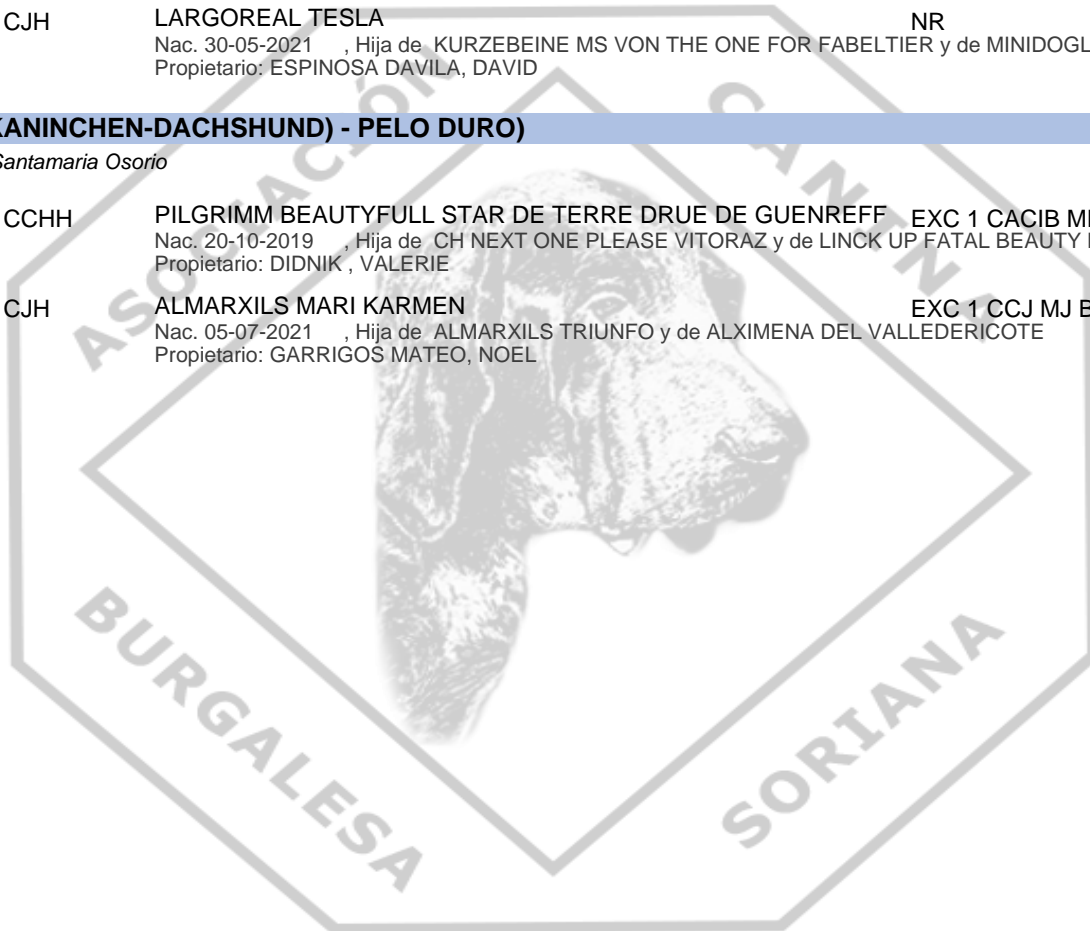 CJH LARGOREAL TESLA NR
Nac. 30-05-2021 , Hija de KURZEBEINE MS VON THE ONE FOR FABELTIER y de MINIDOGL
Propietario: ESPINOSA DAVILA, DAVID
KANINCHEN-DACHSHUND) - PELO DURO)
Santamaria Osorio
CCHH PILGRIMM BEAUTYFULL STAR DE TERRE DRUE DE GUENREFF EXC 1 CACIB
Nac. 20-10-2019 , Hija de CH NEXT ONE PLEASE VITORAZ y de LINCK UP FATAL BEAUTY
Propietario: DIDNIK , VALERIE
CJH ALMARXILS MARI KARMEN EXC 1 CCJ MJ B
Nac. 05-07-2021 , Hija de ALMARXILS TRIUNFO y de ALXIMENA DEL VALLEDERICOTE
Propietario: GARRIGOS MATEO, NOEL
ASOCIACIÓN CANINA
BURGALESA SORIANA